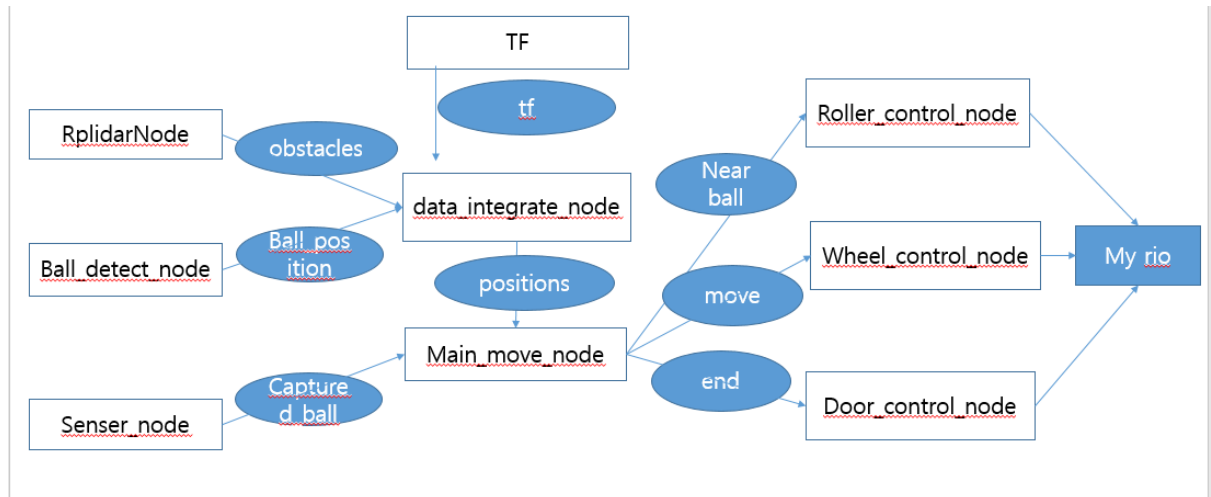 TF
tf
RplidarNode
obstacles
Roller_control_node
Near
ball
data_integrate_node
Ball_detect_node
Ball_pos
ition
positions
Wheel_control_node
My rio
move
Main_move_node
end
Capture
d_ball
Senser_node
Door_control_node